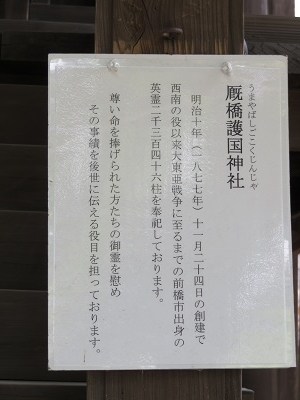 うまやばしごこくじんじゃ
厩橋護国神社
明治十年(一八七七年)十一月二十四日の創建で
西南の役以来大東亜戦争に至るまでの前橋市出身の
英霊二千三百四十六柱を奉祀しております。
尊い命を捧げられた方たちの御霊を慰め
その事績を後世に伝える役目を担っております。